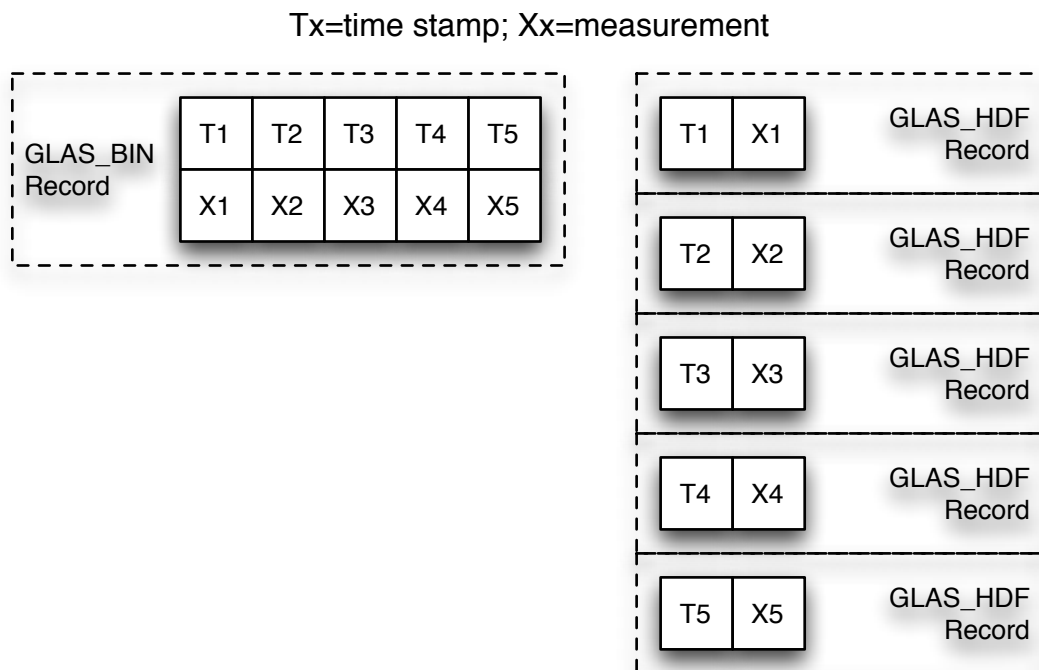 Tx=time stamp; Xx=measurement
GLAS_BIN
Record
T1 T2 T3 T4 T5
X1 X2 X3 X4 X5
T1 X1
GLAS_HDF
Record
T2 X2
GLAS_HDF
Record
T3 X3
GLAS_HDF
Record
T4 X4
GLAS_HDF
Record
T5 X5
GLAS_HDF
Record